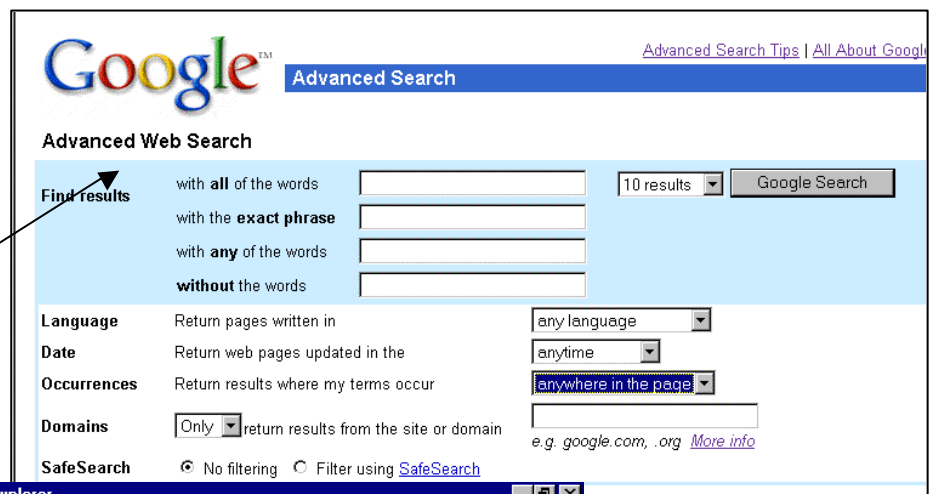 Google™
Advanced Search Tips | All About Google
Advanced Search
Advanced Web Search
Find results
with all of the words
10 results
Google Search
with the exact phrase
with any of the words
without the words
Language Return pages written in any language
Date Return web pages updated in the anytime
Occurrences Return results where my terms occur anywhere in the page
Domains Only return results from the site or domain
e.g. google.com, .org More info
SafeSearch No filtering Filter using SafeSearch